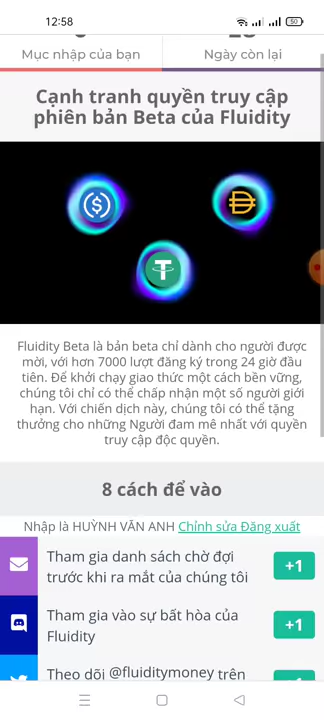 12:58
50
Mục nhập của bạn
Ngày còn lại
Cạnh tranh quyền truy cập
phiên bản Beta của Fluidity
Fluidity Beta là bản beta chỉ dành cho người được
mời, với hơn 7000 lượt đăng ký trong 24 giờ đầu
tiên. Để khởi chạy giao thức một cách bền vững,
chúng tôi chỉ có thể chấp nhận một số người giới
hạn. Với chiến dịch này, chúng tôi có thể tặng
thưởng cho những Người đam mê nhất với quyền
truy cập độc quyền.
8 cách để vào
Nhập là HUỲNH VĂN ANH Chỉnh sửa Đăng xuất
Tham gia danh sách chờ đợi
trước khi ra mắt của chúng tôi
+1
Tham gia vào sự bất hòa của
Fluidity
+1
Theo dõi @fluiditymoney trên